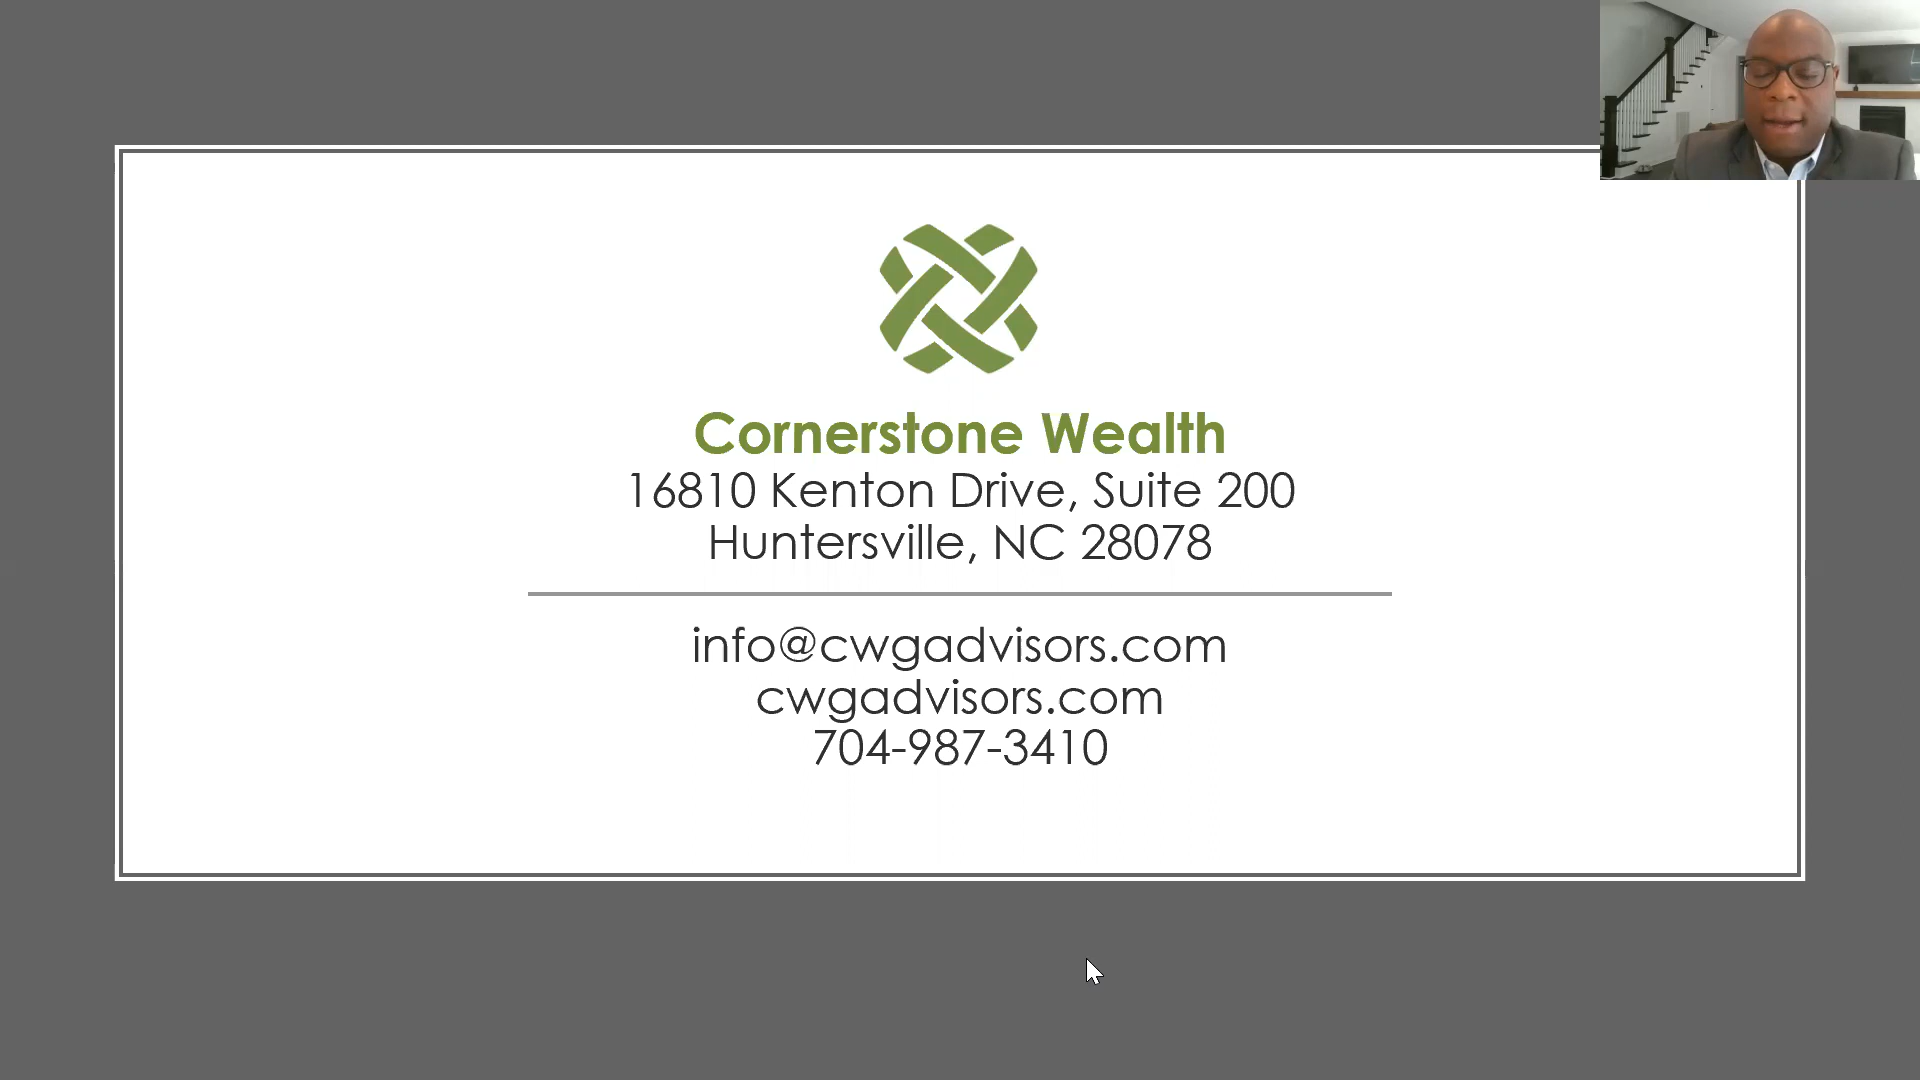 Cornerstone Wealth
16810 Kenton Drive, Suite 200
Huntersville, NC 28078
info@cwgadvisors.com
cwgadvisors.com
704-987-3410